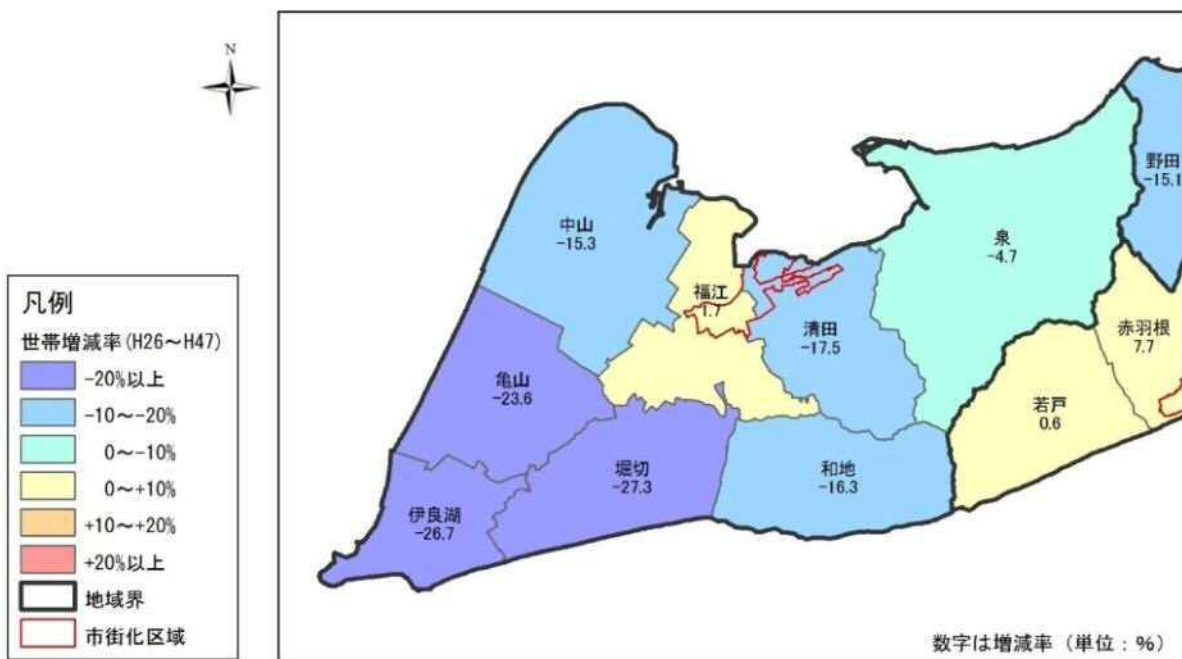 N
凡例
世帯増減率(H26～H47)
-20%以上
-10～-20%
0～-10%
0～+10%
+10～+20%
+20%以上
地域界
市街化区域
野田
-15.1
中山
-15.3
泉
-4.7
福江
1.7
清田
-17.5
赤羽根
7.7
亀山
-23.6
若戸
0.6
堀切
-27.3
和地
-16.3
伊良湖
-26.7
数字は増減率（単位：%）